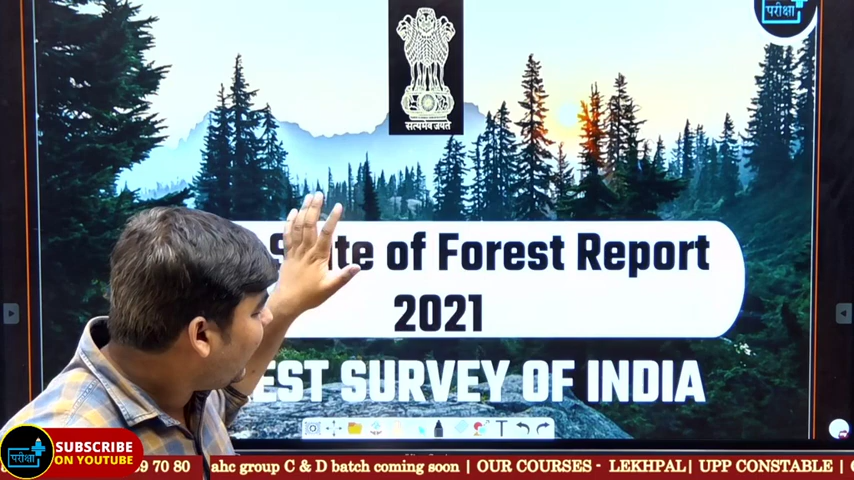 परीक्षा
सत्यमेव जयते
State of Forest Report
2021
EST SURVEY OF INDIA
T
परीक्षा
SUBSCRIBE
ON YOUTUBE
9 70 80 ahc group C & D batch coming soon | OUR COURSES - LEKHPAL| UPP CONSTABLE |